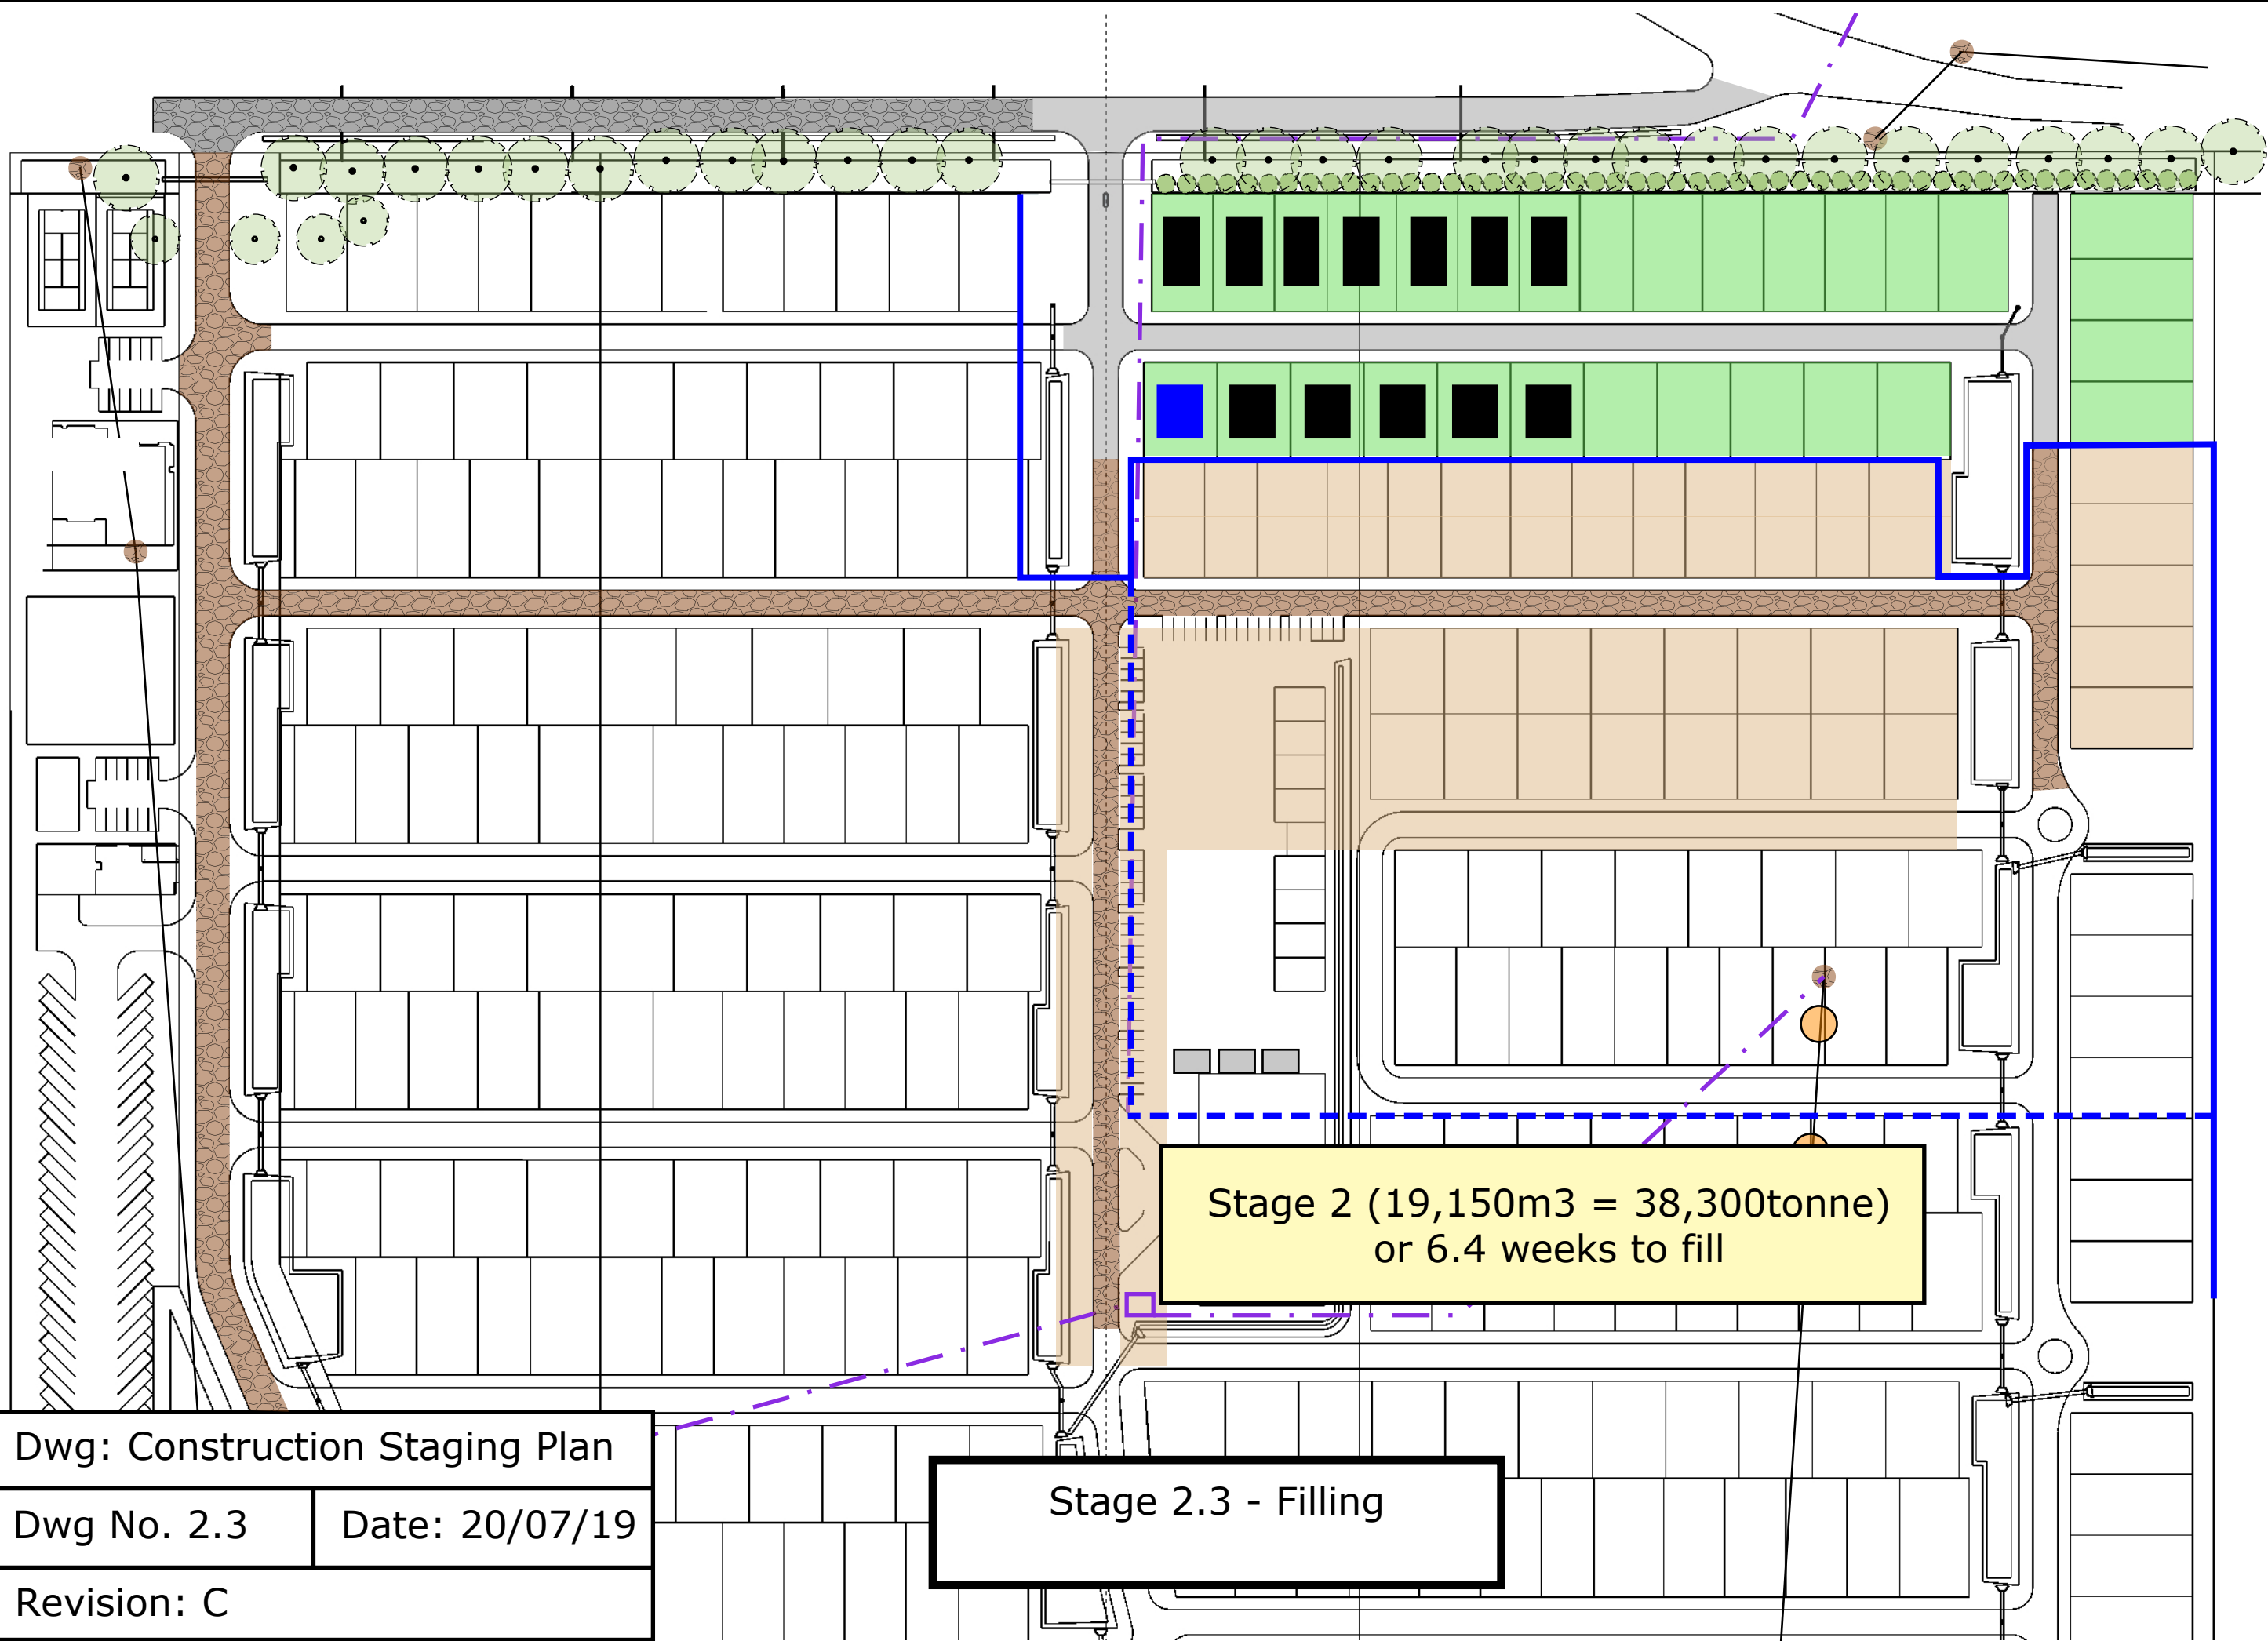 Stage 2 (19,150m3 = 38,300tonne)
or 6.4 weeks to fill
Dwg: Construction Staging Plan
Dwg No. 2.3
Date: 20/07/19
Revision: C
Stage 2.3 - Filling